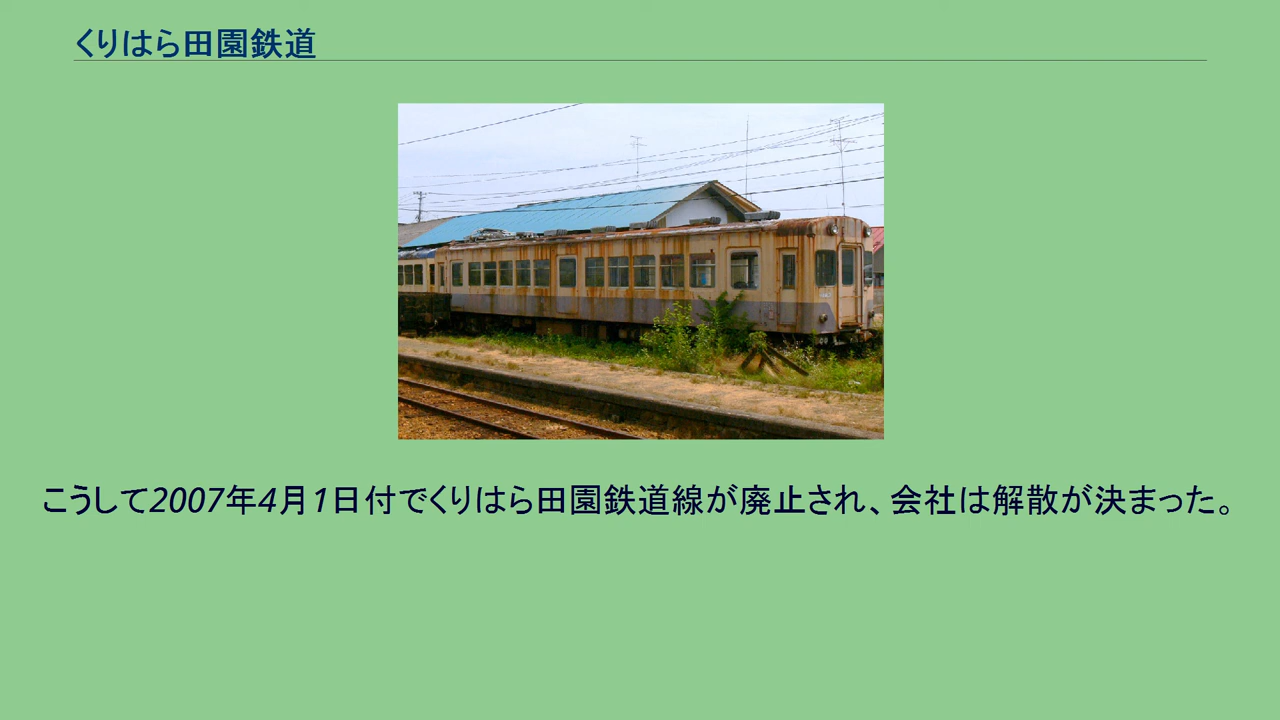 くりはら田園鉄道
こうして2007年4月1日付でくりはら田園鉄道線が廃止され、会社は解散が決まった。